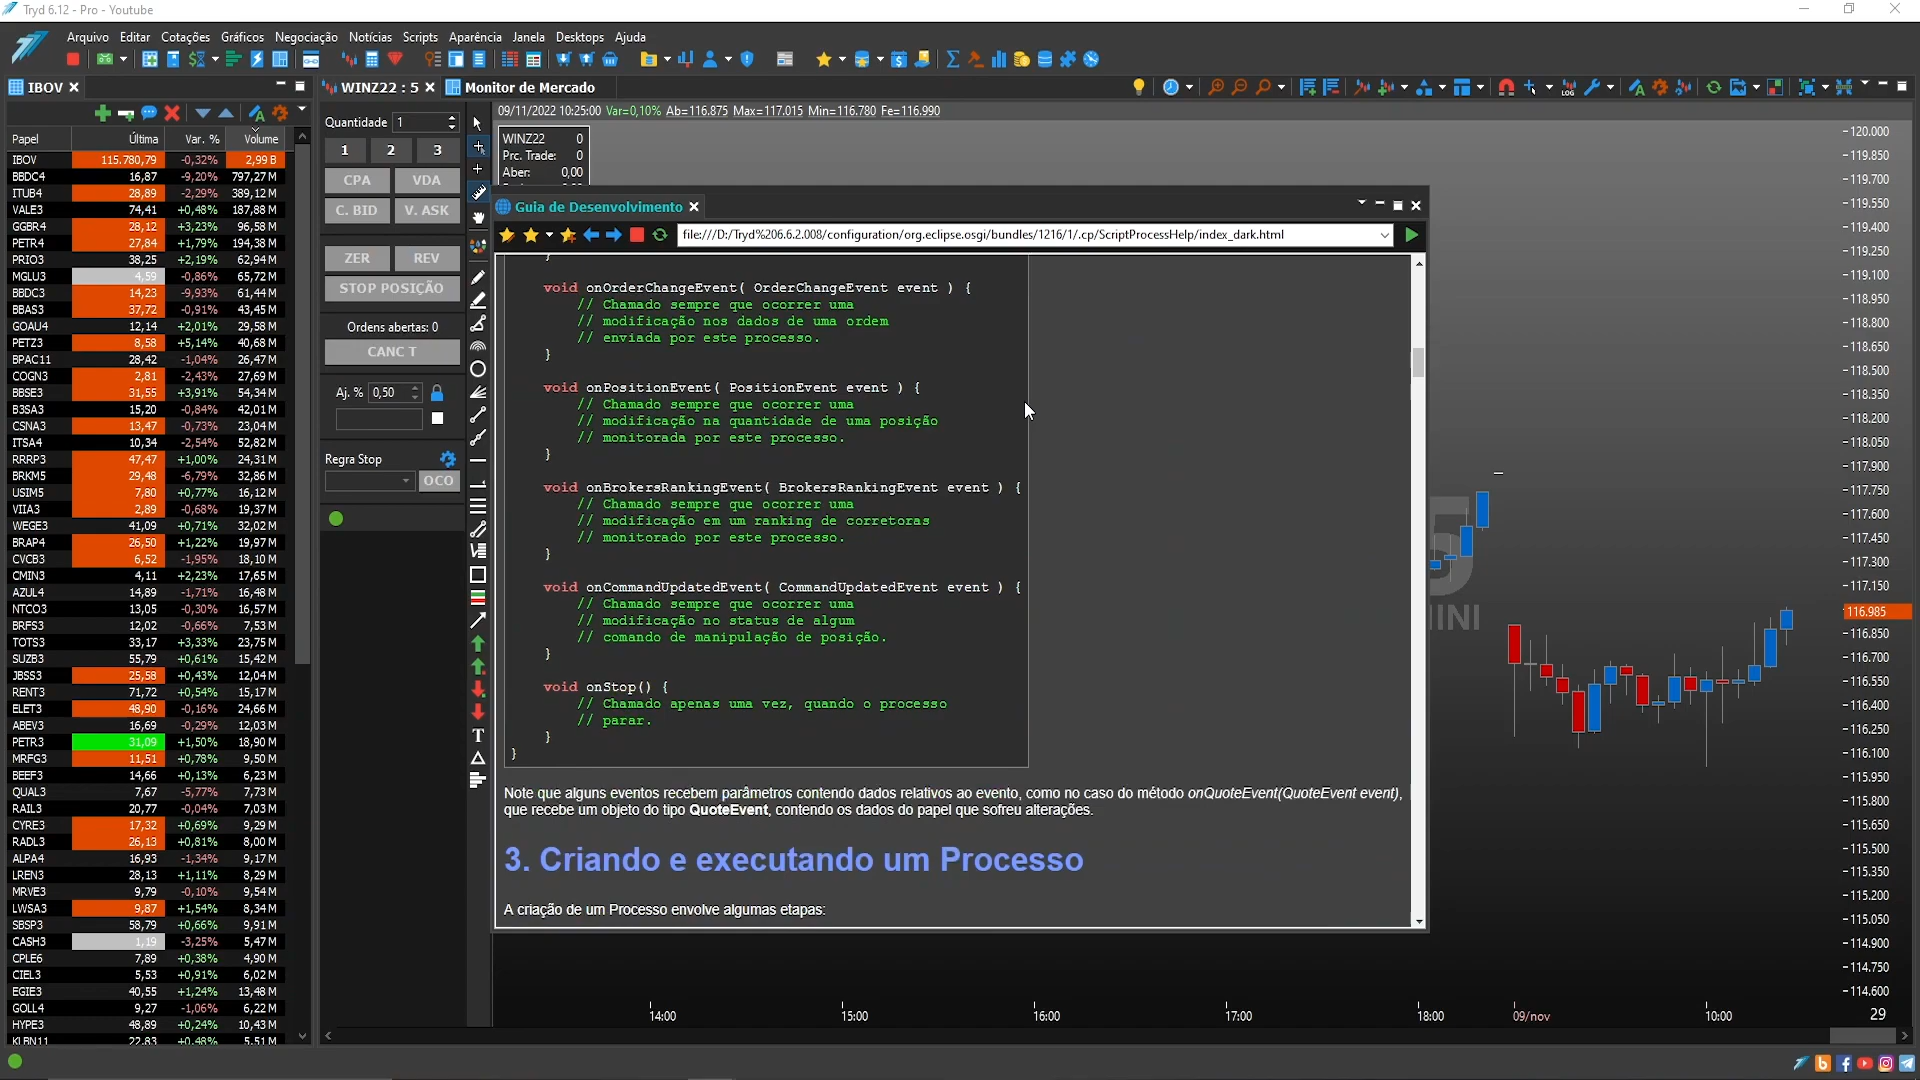 Tryd 6.12 - Pro - Youtube
Arquivo Editar Cotações Gráficos Negociação Notícias Scripts Aparência Janela Desktops Ajuda
IBOV
WINZ22 : 5
Monitor de Mercado
09/11/2022 10:25:00 Var=0,10% Ab=116.875 Max=117.015 Min=116.780 Fe=116.990
Papel Última Var. % Volume
IBOV 115.780,79 -0,32% 2,99 B
BBDC4 16,87 -9,20% 797,27 M
ITUB4 28,89 -2,29% 389,12 M
VALE3 74,41 +0,48% 187,88 M
GGBR4 28,12 +3,23% 96,58 M
PETR4 27,84 +1,79% 194,38 M
PRIO3 38,25 +2,19% 62,94 M
MGLU3 4,59 -0,86% 65,72 M
BBDC3 14,23 -9,93% 61,44 M
BBAS3 37,72 -0,91% 43,45 M
GOAU4 12,14 +2,01% 29,58 M
PETZ3 8,58 +5,14% 40,68 M
BPAC11 28,42 -1,04% 26,47 M
COGN3 2,81 -2,43% 27,69 M
BBSE3 31,55 +3,91% 54,34 M
B3SA3 15,20 -0,84% 42,01 M
CSNA3 13,47 -0,73% 23,04 M
ITSA4 10,34 -2,54% 52,82 M
RRRP3 47,47 +1,00% 24,31 M
BRKM5 29,48 -6,79% 32,86 M
USIM5 7,80 +0,77% 16,12 M
VIIA3 2,89 -0,68% 19,37 M
WEGE3 41,09 +0,71% 32,02 M
BRAP4 26,50 +1,22% 19,97 M
CVCB3 6,52 -1,95% 18,10 M
CMIN3 4,11 +2,23% 17,65 M
AZUL4 14,89 -1,71% 16,48 M
NTCO3 13,05 -0,30% 16,57 M
BRFS3 12,02 -0,66% 7,53 M
TOTS3 33,17 +3,33% 23,75 M
SUZB3 55,79 +0,61% 15,42 M
JBSS3 25,58 +0,43% 12,04 M
RENT3 71,72 +0,54% 15,17 M
ELET3 48,90 -0,16% 24,66 M
ABEV3 16,69 -0,29% 12,03 M
PETR3 31,09 +1,50% 18,90 M
MRFG3 11,51 +0,78% 9,50 M
BEEF3 14,66 +0,13% 6,23 M
QUAL3 7,67 -5,77% 7,73 M
RAIL3 20,77 -0,04% 7,03 M
CYRE3 17,32 +0,69% 9,29 M
RADL3 26,13 +0,81% 8,00 M
ALPA4 16,93 -1,34% 9,17 M
LREN3 28,13 +1,11% 8,29 M
MRVE3 9,79 -0,10% 9,54 M
LWSA3 9,87 +1,54% 8,34 M
SBSP3 58,79 +0,66% 9,91 M
CASH3 1,19 -3,25% 5,47 M
CPLE6 7,89 +0,38% 4,90 M
CIEL3 5,53 +0,91% 6,02 M
EGIE3 40,55 +1,24% 13,48 M
GOLL4 9,27 -1,06% 6,22 M
HYPE3 48,89 +0,24% 10,43 M
KLBN11 22,83 +0,48% 5,51 M
Quantidade 1
1 2 3
CPA VDA
C. BID V. ASK
ZER REV
STOP POSIÇÃO
Ordens abertas: 0
CANC T
Aj. % 0,50
Regra Stop
OCO
WINZ22 0
Prc. Trade: 0
Aber: 0,00
Guia de Desenvolvimento
file:///D:/Tryd%206.6.2.008/configuration/org.eclipse.osgi/bundles/1216/1/.cp/ScriptProcessHelp/index_dark.html
}
void onOrderChangeEvent( OrderChangeEvent event ) {
// Chamado sempre que ocorrer uma
// modificação nos dados de uma ordem
// enviada por este processo.
}
void onPositionEvent( PositionEvent event ) {
// Chamado sempre que ocorrer uma
// modificação na quantidade de uma posição
// monitorada por este processo.
}
void onBrokersRankingEvent( BrokersRankingEvent event ) {
// Chamado sempre que ocorrer uma
// modificação em um ranking de corretoras
// monitorado por este processo.
}
void onCommandUpdatedEvent( CommandUpdatedEvent event ) {
// Chamado sempre que ocorrer uma
// modificação no status de algum
// comando de manipulação de posição.
}
void onStop() {
// Chamado apenas uma vez, quando o processo
// parar.
}
}
Note que alguns eventos recebem parâmetros contendo dados relativos ao evento, como no caso do método onQuoteEvent(QuoteEvent event),
que recebe um objeto do tipo QuoteEvent, contendo os dados do papel que sofreu alterações.
3. Criando e executando um Processo
A criação de um Processo envolve algumas etapas:
5
INI
LOG
120.000
119.850
119.700
119.550
119.400
119.250
119.100
118.950
118.800
118.650
118.500
118.350
118.200
118.050
117.900
117.750
117.600
117.450
117.300
117.150
116.985
116.850
116.700
116.550
116.400
116.250
116.100
115.950
115.800
115.650
115.500
115.350
115.200
115.050
114.900
114.750
114.600
14:00 15:00 16:00 17:00 18:00 09/nov 10:00 29